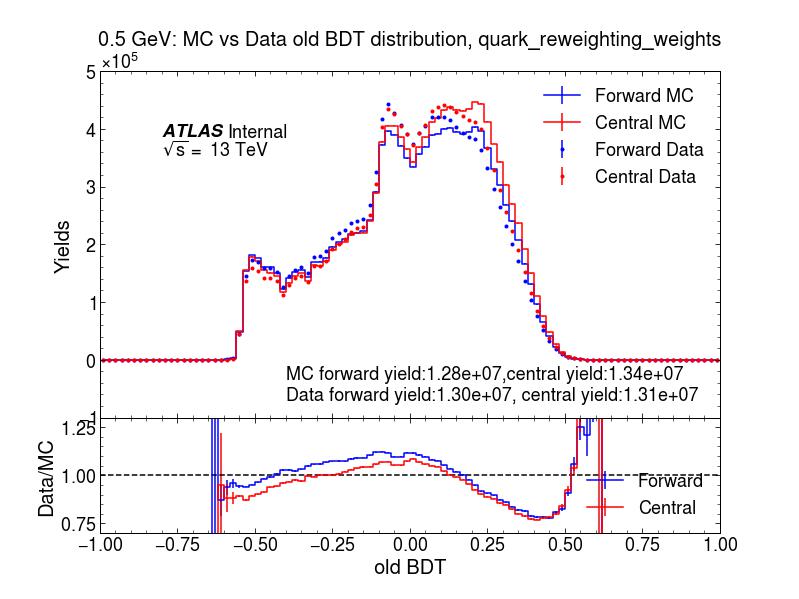 0.5 GeV: MC vs Data old BDT distribution, quark_reweighting_weights
×10⁵
ATLAS Internal
√s = 13 TeV
Forward MC
Central MC
Forward Data
Central Data
Yields
5
4
3
2
1
0
−1
MC forward yield:1.28e+07,central yield:1.34e+07
Data forward yield:1.30e+07, central yield:1.31e+07
Data/MC
1.25
1.00
0.75
Forward
Central
−1.00 −0.75 −0.50 −0.25 0.00 0.25 0.50 0.75 1.00
old BDT